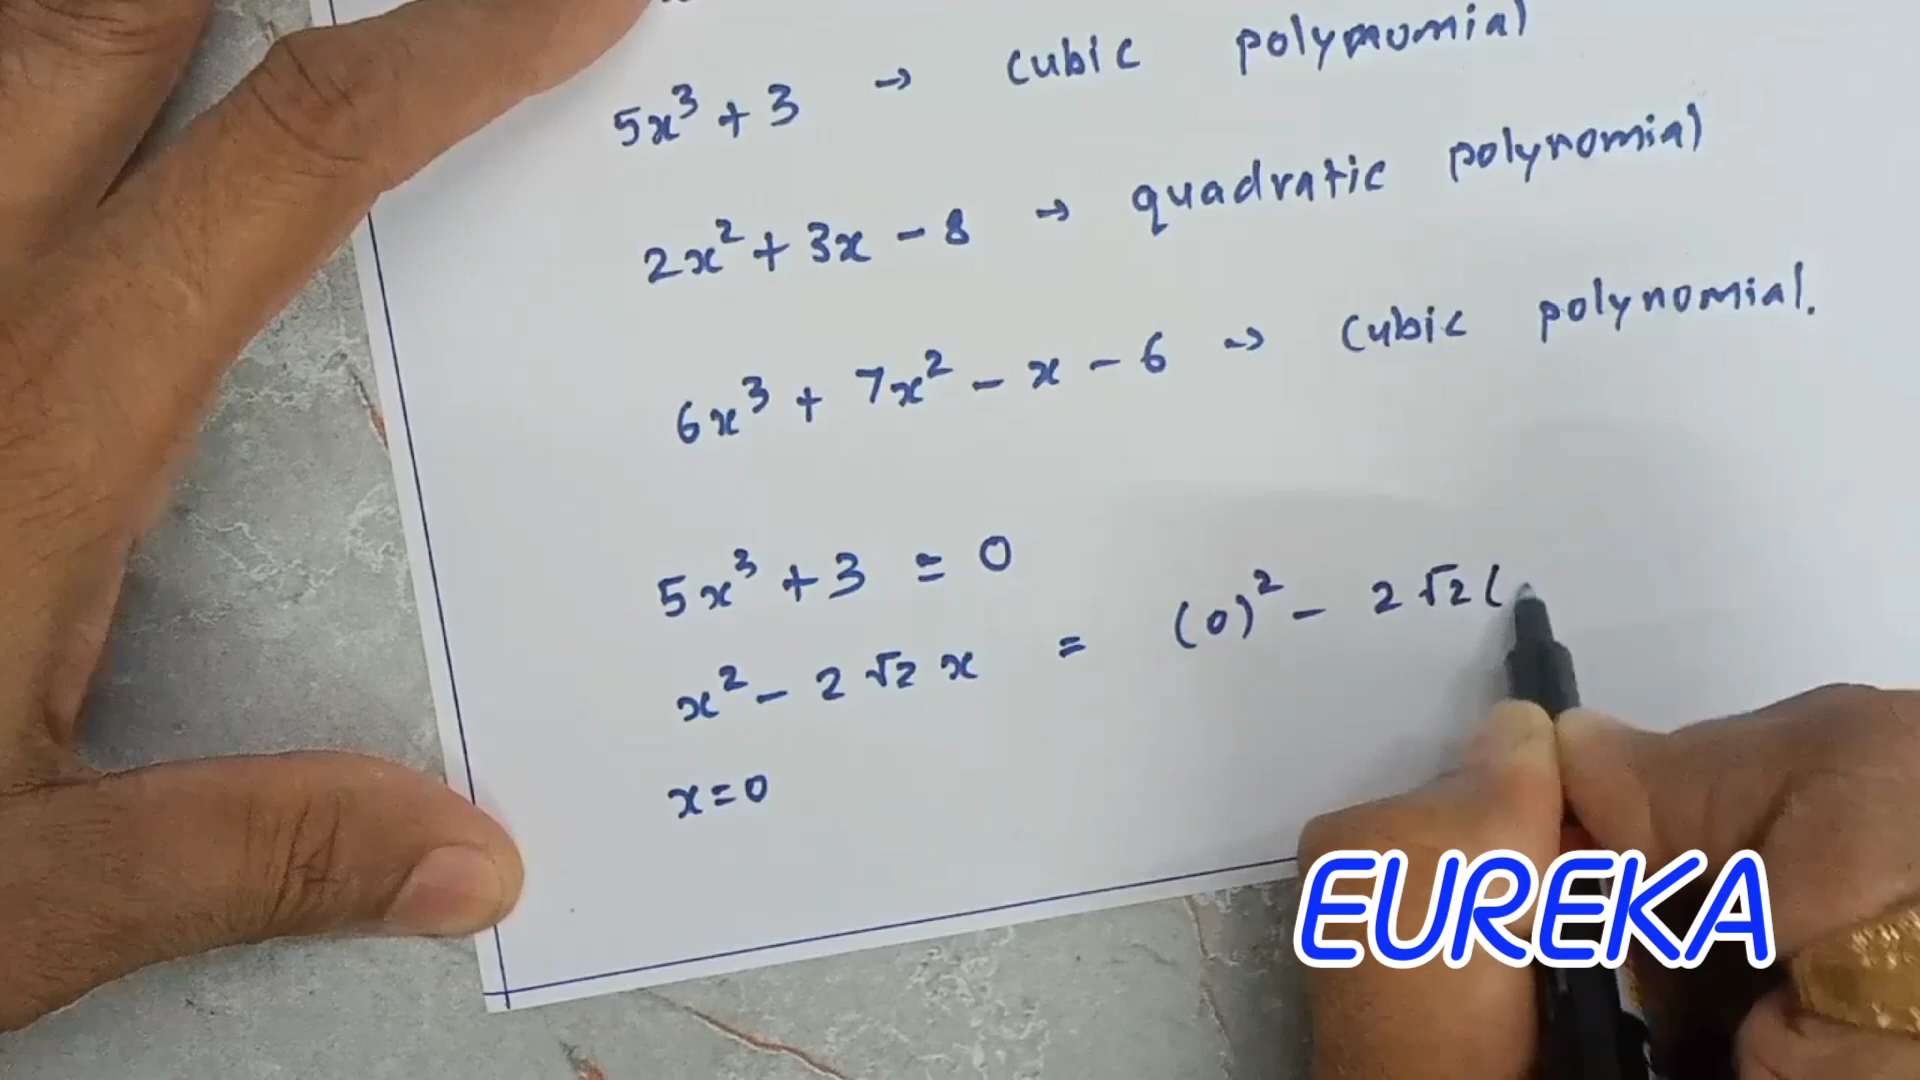 5x³ + 3 → cubic polynomial
2x² + 3x - 8 → quadratic polynomial
6x³ + 7x² - x - 6 → cubic polynomial.
5x³ + 3 = 0
x² - 2√2 x = (0)² - 2√2(
x = 0
EUREKA